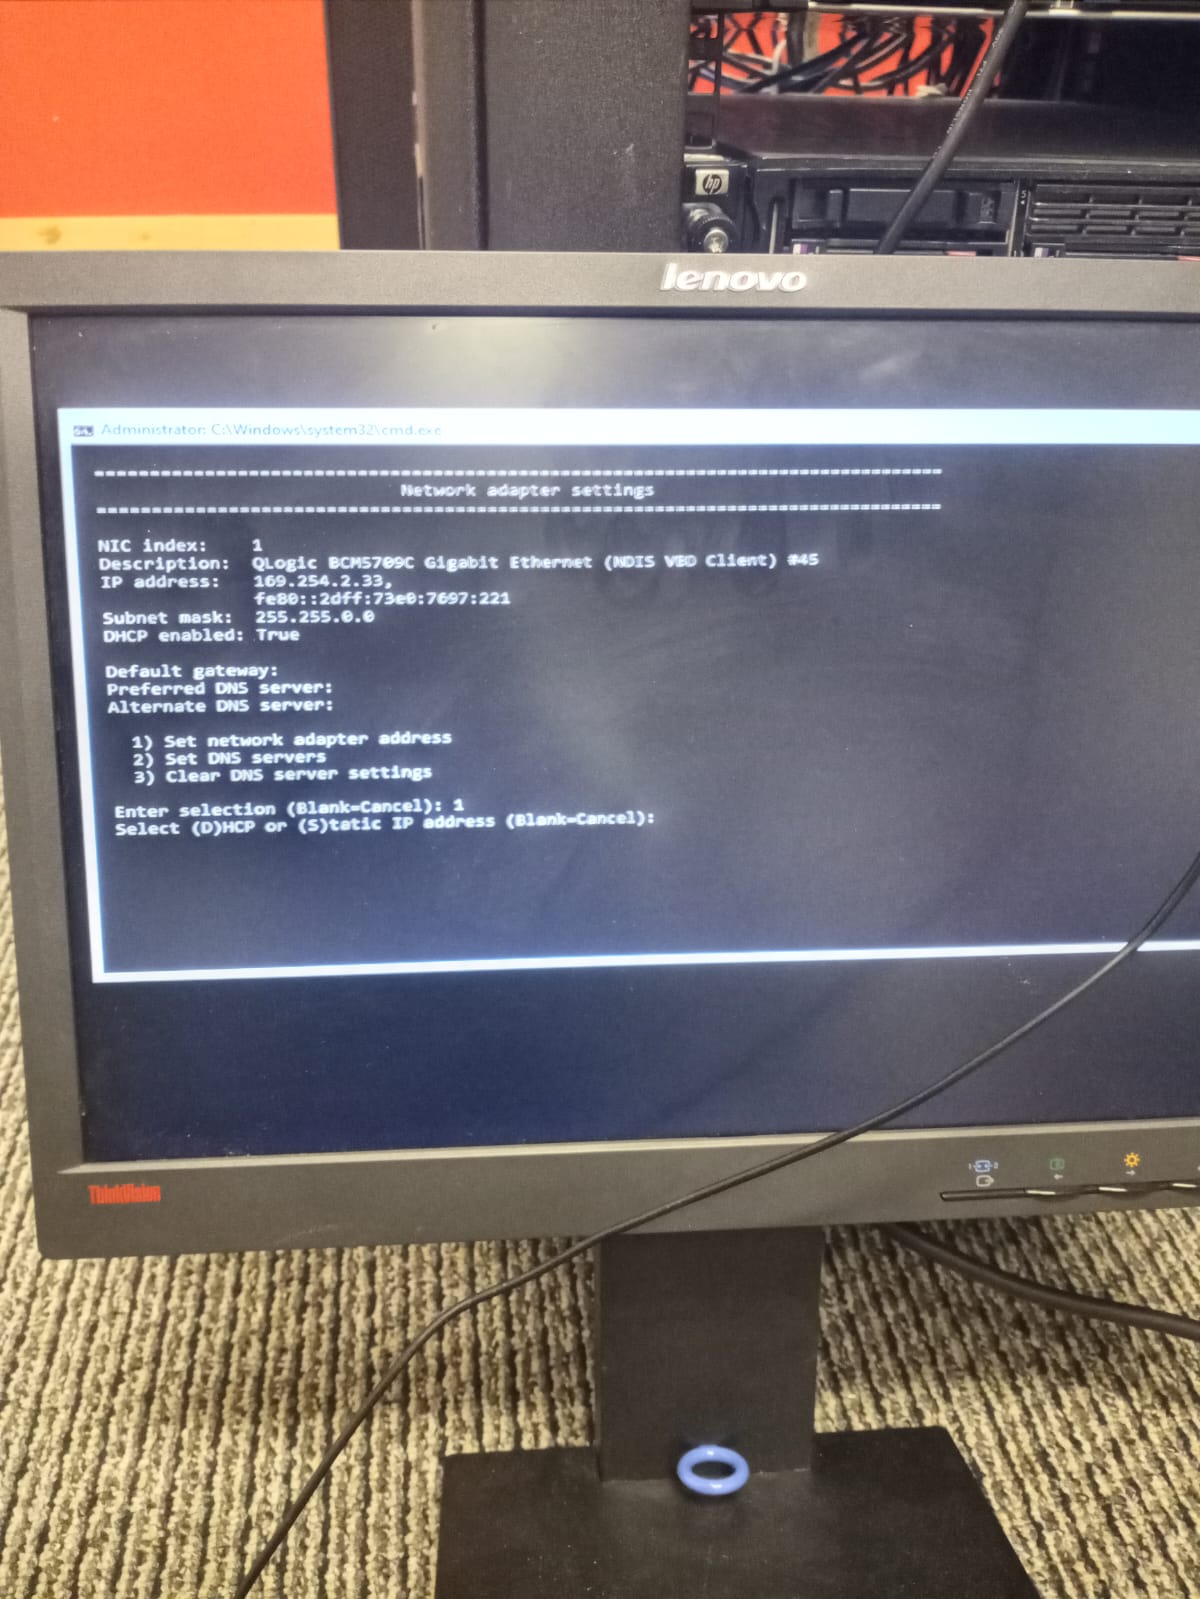 hp
lenovo
Administrator: C:\Windows\system32\cmd.exe
================================================================================
Network adapter settings
================================================================================
NIC index: 1
Description: QLogic BCM5709C Gigabit Ethernet (NDIS VBD Client) #45
IP address: 169.254.2.33,
fe80::2dff:73e0:7697:221
Subnet mask: 255.255.0.0
DHCP enabled: True
Default gateway:
Preferred DNS server:
Alternate DNS server:
1) Set network adapter address
2) Set DNS servers
3) Clear DNS server settings
Enter selection (Blank=Cancel): 1
Select (D)HCP or (S)tatic IP address (Blank=Cancel):
ThinkVision